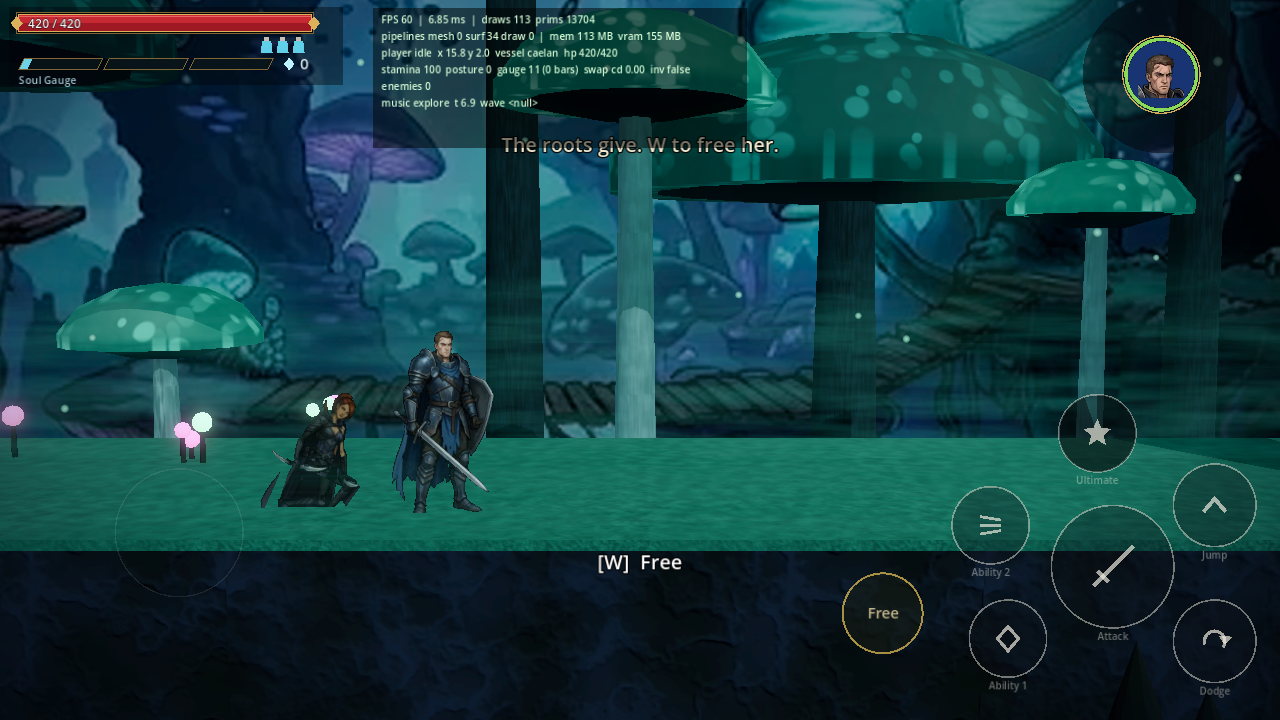 420 / 420
0
Soul Gauge
FPS 60 | 6.85 ms | draws 113 prims 13704
pipelines mesh 0 surf 34 draw 0 | mem 113 MB vram 155 MB
player idle x 15.8 y 2.0 vessel caelan hp 420/420
stamina 100 posture 0 gauge 11 (0 bars) swap cd 0.00 inv false
enemies 0
music explore t 6.9 wave <null>
The roots give. W to free her.
[W] Free
Free
Ultimate
Ability 2
Jump
Attack
Ability 1
Dodge